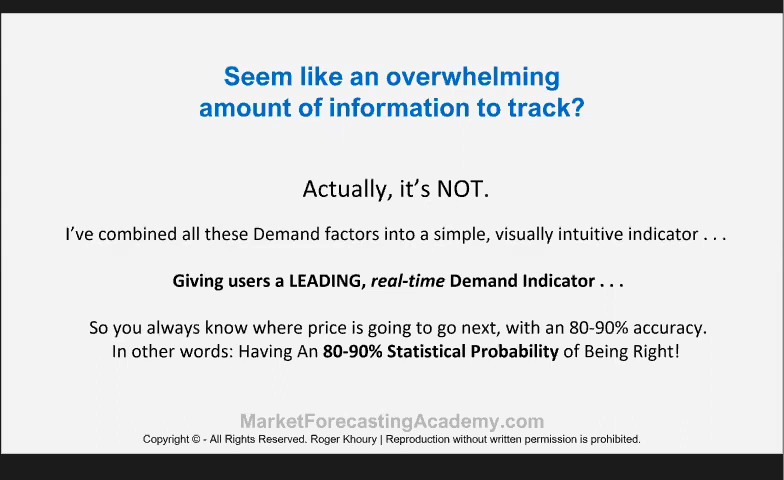 Seem like an overwhelming
amount of information to track?
Actually, it's NOT.
I've combined all these Demand factors into a simple, visually intuitive indicator . . .
Giving users a LEADING, real-time Demand Indicator . . .
So you always know where price is going to go next, with an 80-90% accuracy.
In other words: Having An 80-90% Statistical Probability of Being Right!
MarketForecastingAcademy.com
Copyright © - All Rights Reserved. Roger Khoury | Reproduction without written permission is prohibited.